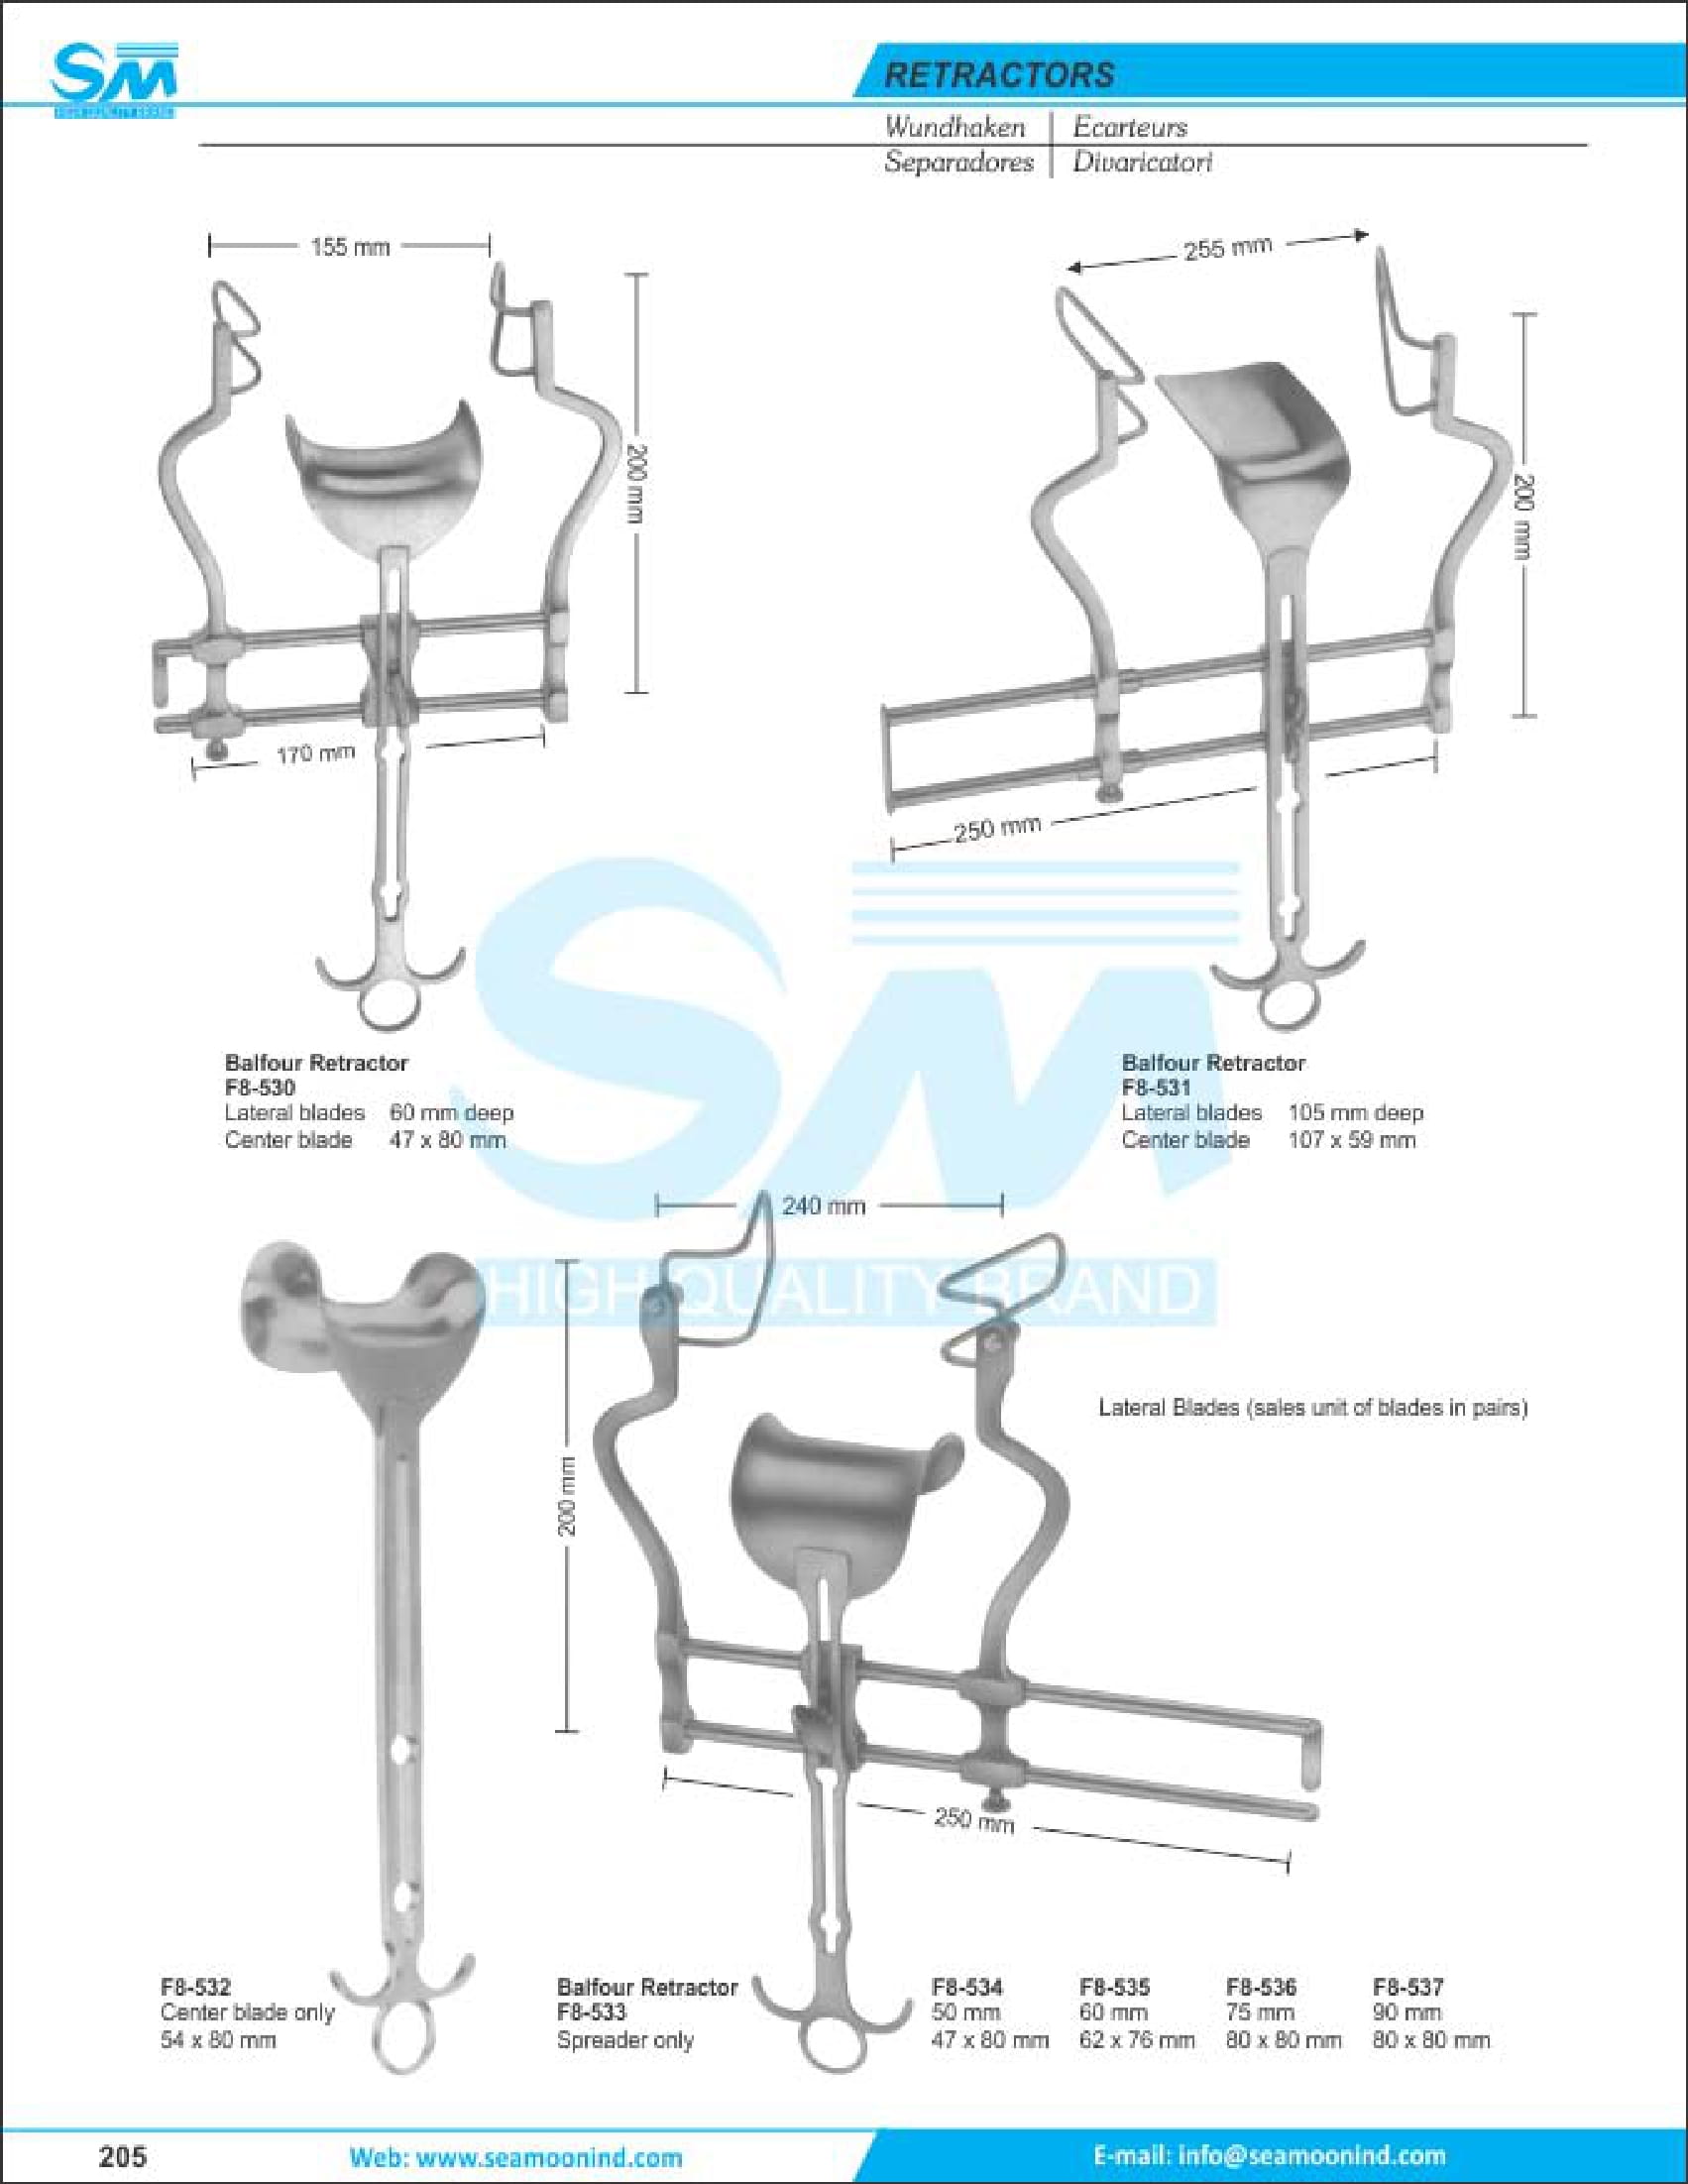 SM
RETRACTORS
Wundhaken Ecarteurs
Separadores Divaricatori
155 mm
255 mm
200 mm
200 mm
170 mm
250 mm
SM
HIGH QUALITY BRAND
Balfour Retractor
F8-530
Lateral blades 60 mm deep
Center blade 47 x 80 mm
Balfour Retractor
F8-531
Lateral blades 105 mm deep
Center blade 107 x 59 mm
240 mm
200 mm
Lateral Blades (sales unit of blades in pairs)
250 mm
F8-532
Center blade only
54 x 80 mm
Balfour Retractor
F8-533
Spreader only
F8-534 F8-535 F8-536 F8-537
50 mm 60 mm 75 mm 90 mm
47 x 80 mm 62 x 76 mm 80 x 80 mm 80 x 80 mm
205 Web: www.seamoonind.com E-mail: info@seamoonind.com